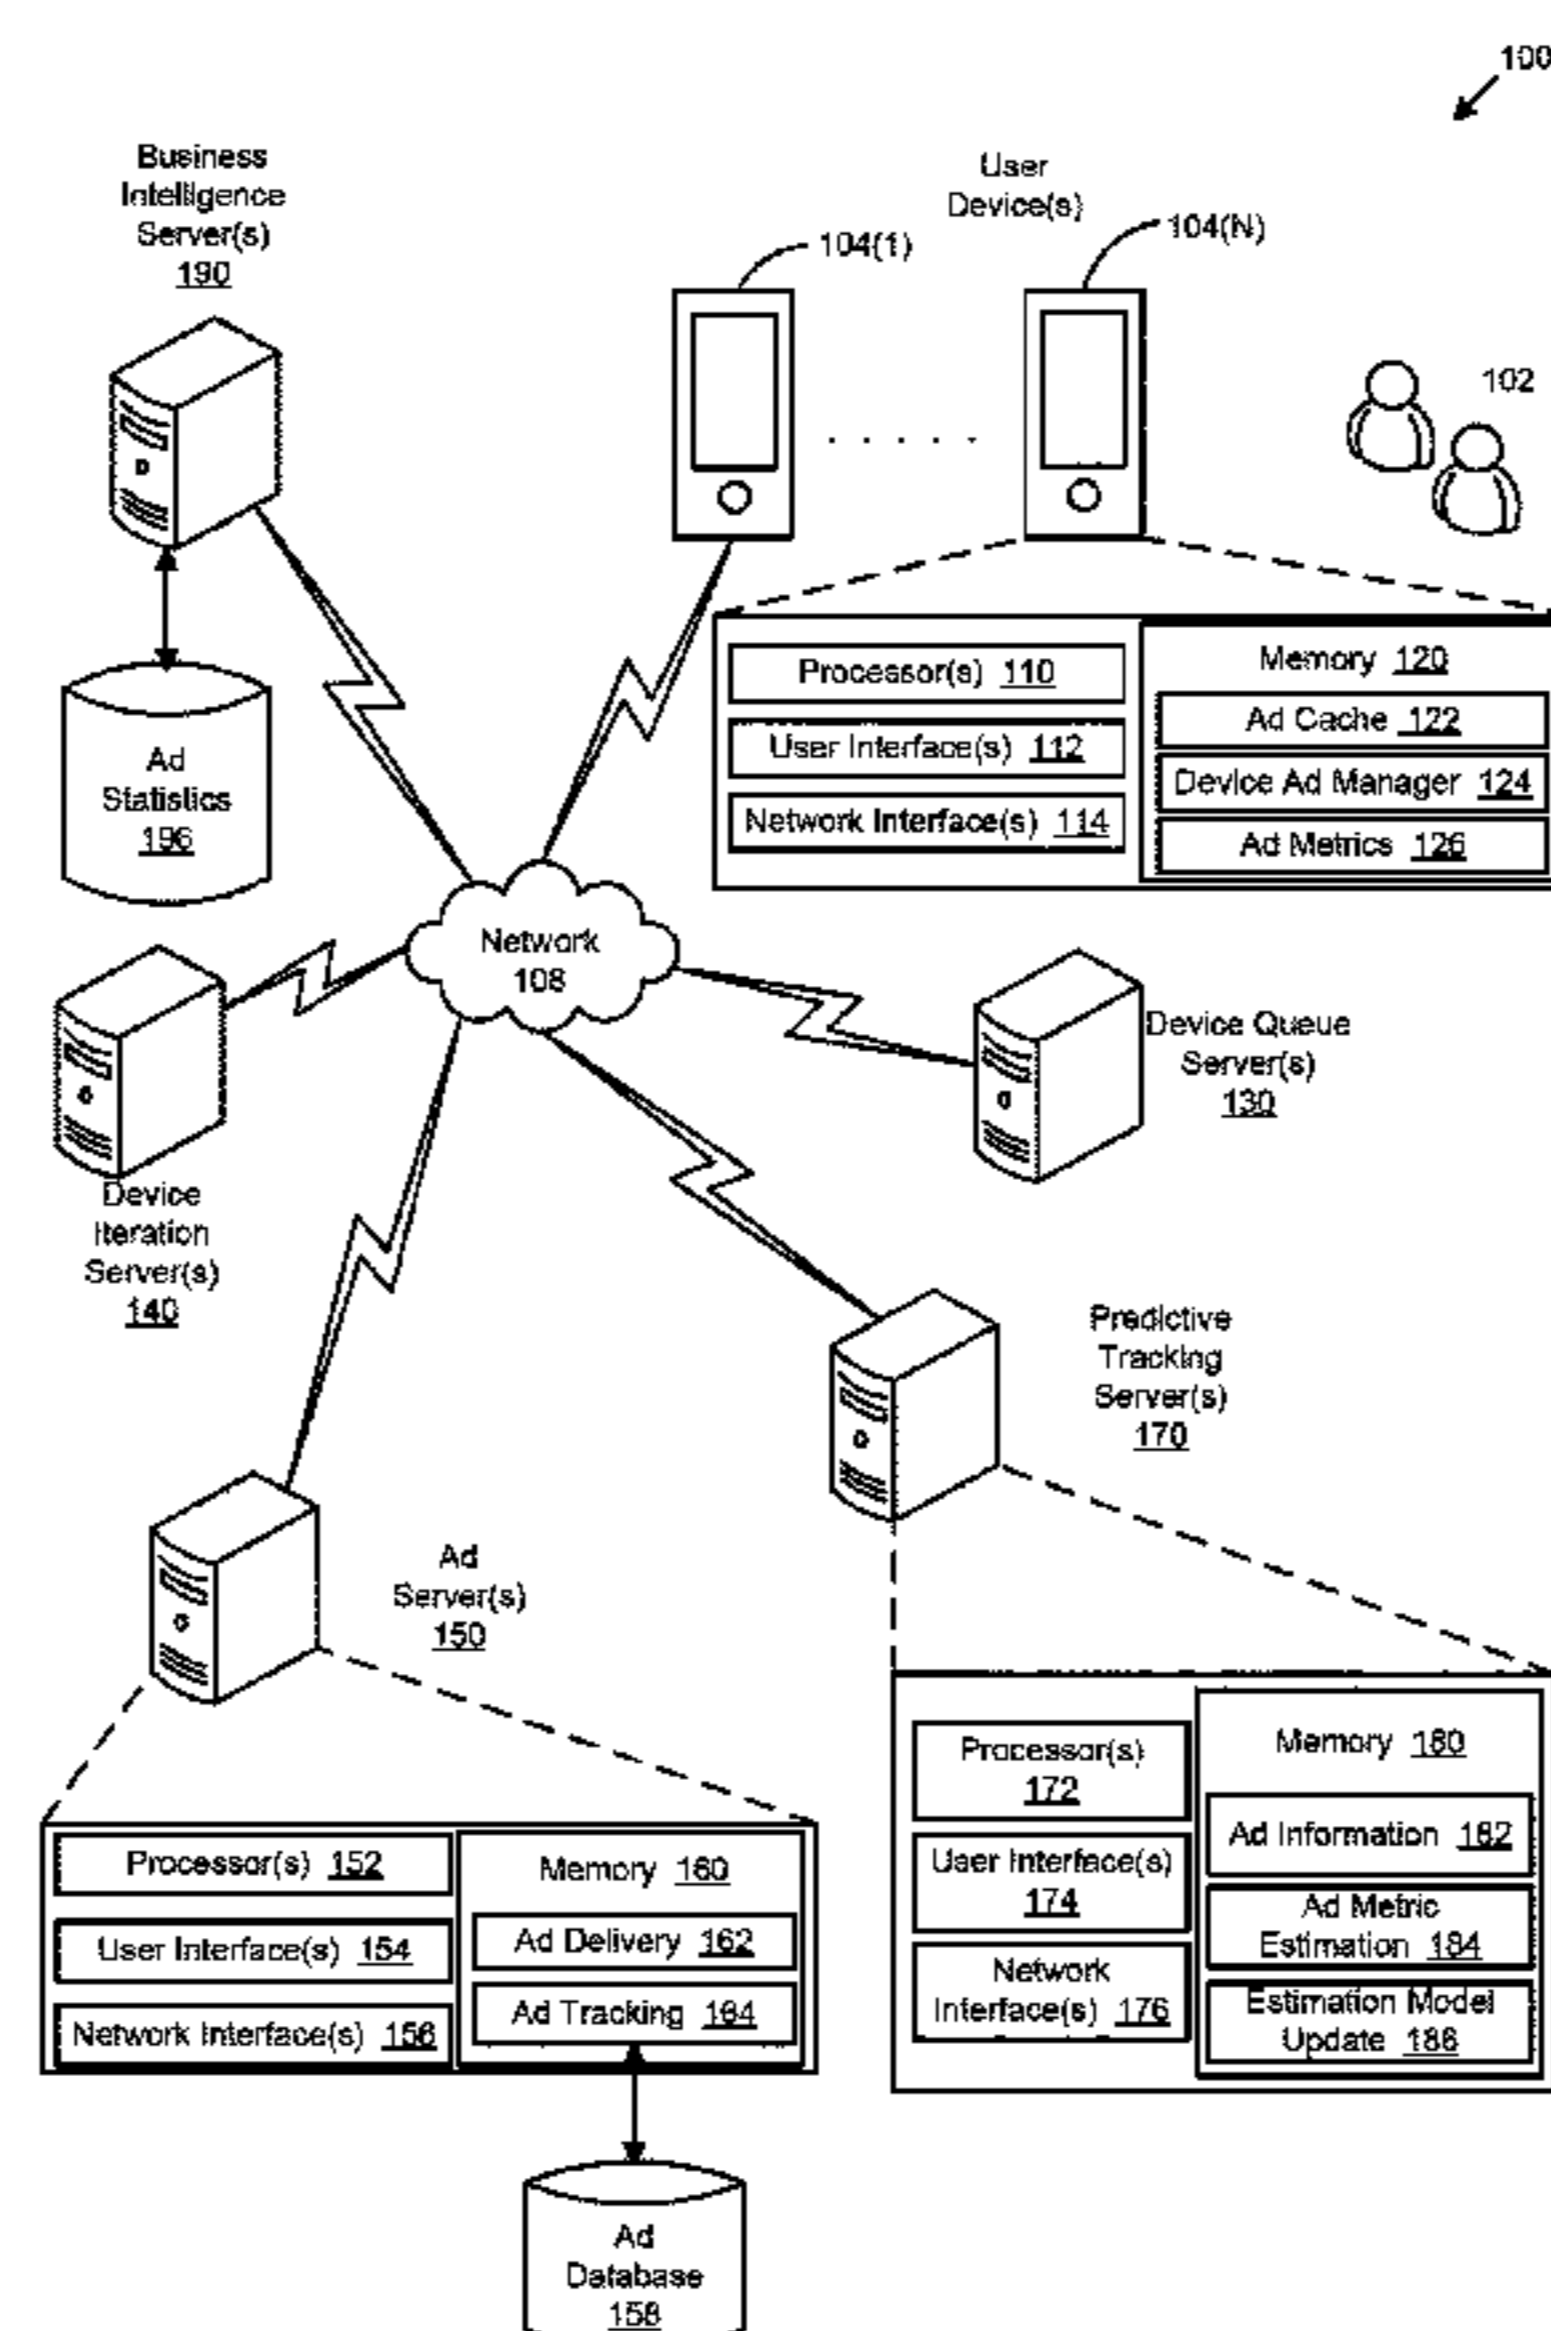 100
Business
Intelligence
Server(s)
190
User
Device(s)
104(1)
104(N)
102
Processor(s) 110
User Interface(s) 112
Network Interface(s) 114
Memory 120
Ad Cache 122
Device Ad Manager 124
Ad Metrics 126
Ad
Statistics
196
Network
108
Device Queue
Server(s)
130
Device
Iteration
Server(s)
140
Predictive
Tracking
Server(s)
170
Ad
Server(s)
150
Processor(s)
172
User Interface(s)
174
Network
Interface(s) 176
Memory 180
Ad Information 182
Ad Metric
Estimation 184
Estimation Model
Update 186
Processor(s) 152
User Interface(s) 154
Network Interface(s) 156
Memory 160
Ad Delivery 162
Ad Tracking 164
Ad
Database
158